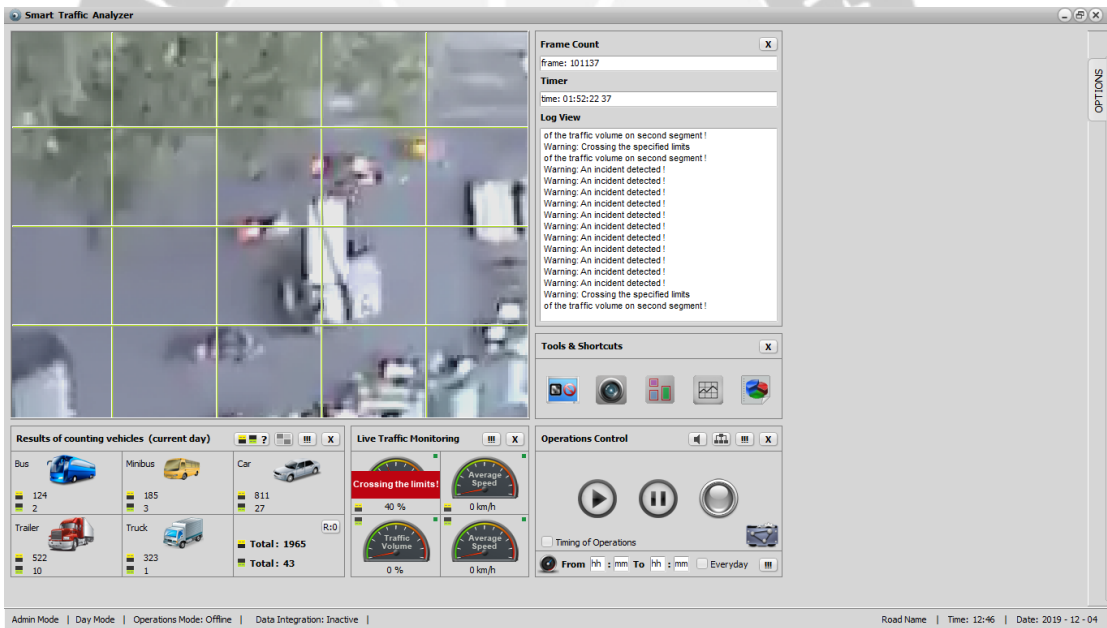 Smart Traffic Analyzer
Frame Count
X
frame: 101137
Timer
time: 01:52:22 37
Log View
of the traffic volume on second segment !
Warning: Crossing the specified limits
of the traffic volume on second segment !
Warning: An incident detected !
Warning: An incident detected !
Warning: An incident detected !
Warning: An incident detected !
Warning: An incident detected !
Warning: An incident detected !
Warning: An incident detected !
Warning: An incident detected !
Warning: An incident detected !
Warning: An incident detected !
Warning: An incident detected !
Warning: Crossing the specified limits
of the traffic volume on second segment !
OPTIONS
Tools & Shortcuts
X
Results of counting vehicles (current day)
?
!!!
X
Bus
124
2
Minibus
185
3
Car
811
27
Trailer
522
10
Truck
323
1
R:0
Total: 1965
Total: 43
Live Traffic Monitoring
!!!
X
Crossing the limits!
40 %
Average Speed
0 km/h
Traffic Volume
0 %
Average Speed
0 km/h
Operations Control
!!!
X
Timing of Operations
From hh : mm To hh : mm Everyday !!!
Admin Mode | Day Mode | Operations Mode: Offline | Data Integration: Inactive |
Road Name | Time: 12:46 | Date: 2019 - 12 - 04